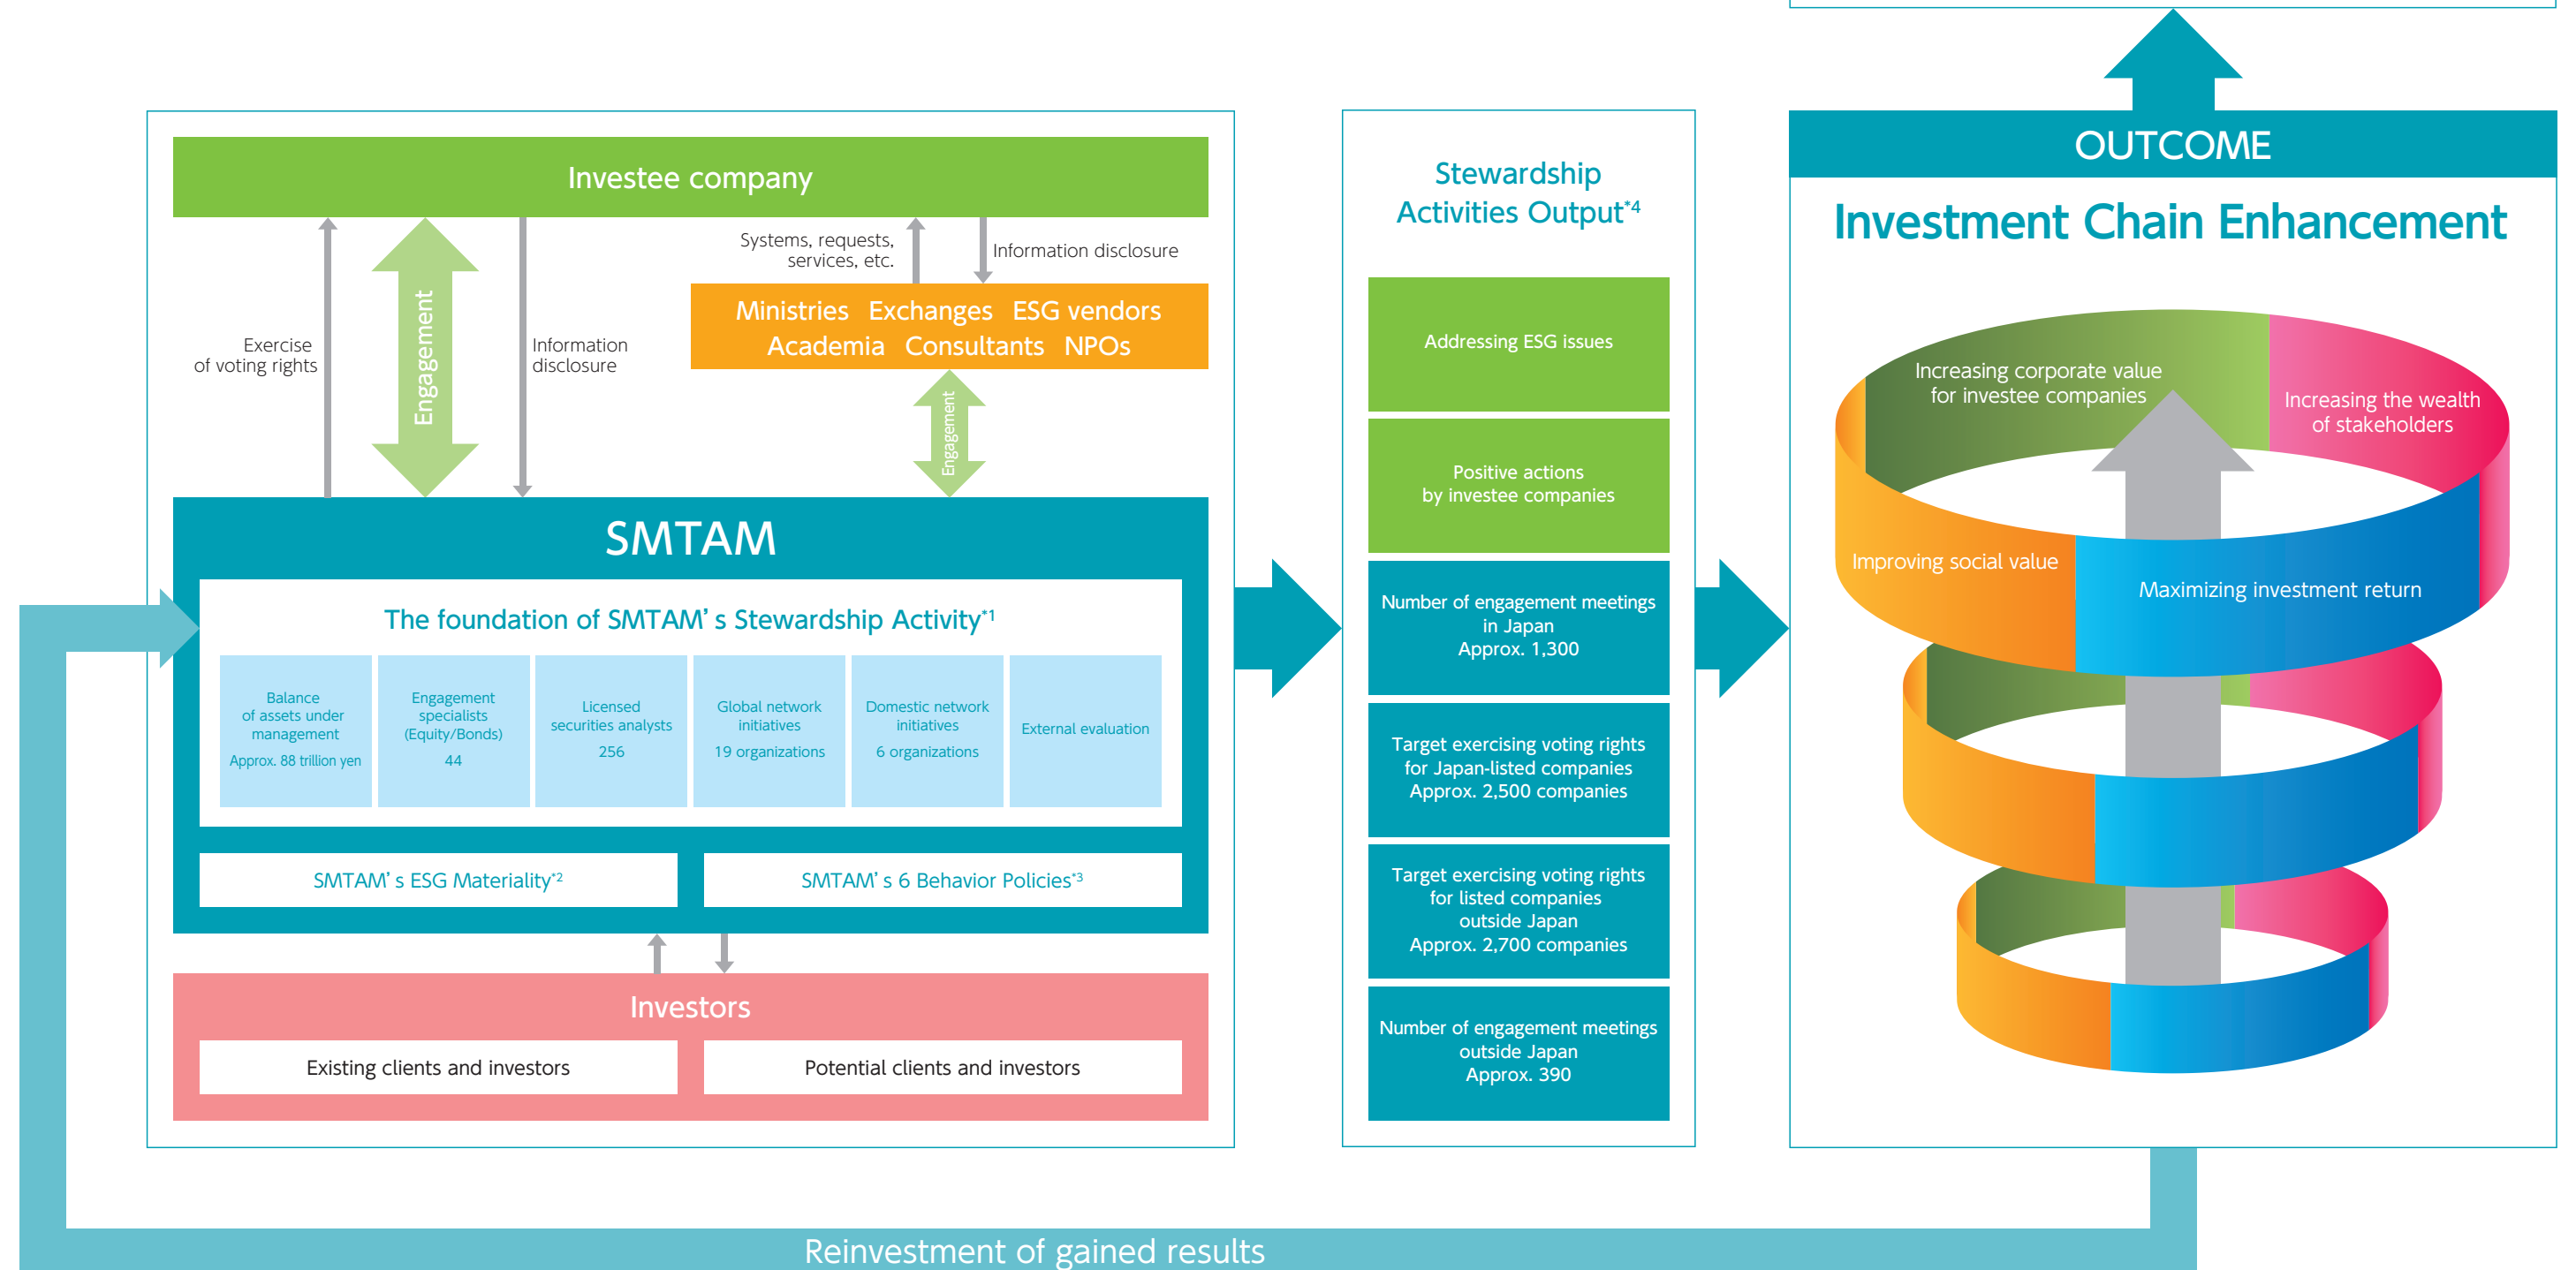 Investee company
Exercise
of voting rights
Engagement
Information
disclosure
Systems, requests,
services, etc.
Information disclosure
Ministries Exchanges ESG vendors
Academia Consultants NPOs
Engagement
SMTAM
The foundation of SMTAM's Stewardship Activity*1
Balance
of assets under
management
Approx. 88 trillion yen
Engagement
specialists
(Equity/Bonds)
44
Licensed
securities analysts
256
Global network
initiatives
19 organizations
Domestic network
initiatives
6 organizations
External evaluation
SMTAM's ESG Materiality*2
SMTAM's 6 Behavior Policies*3
Investors
Existing clients and investors
Potential clients and investors
Stewardship
Activities Output*4
Addressing ESG issues
Positive actions
by investee companies
Number of engagement meetings
in Japan
Approx. 1,300
Target exercising voting rights
for Japan-listed companies
Approx. 2,500 companies
Target exercising voting rights
for listed companies
outside Japan
Approx. 2,700 companies
Number of engagement meetings
outside Japan
Approx. 390
OUTCOME
Investment Chain Enhancement
Increasing corporate value
for investee companies
Increasing the wealth
of stakeholders
Improving social value
Maximizing investment return
Reinvestment of gained results